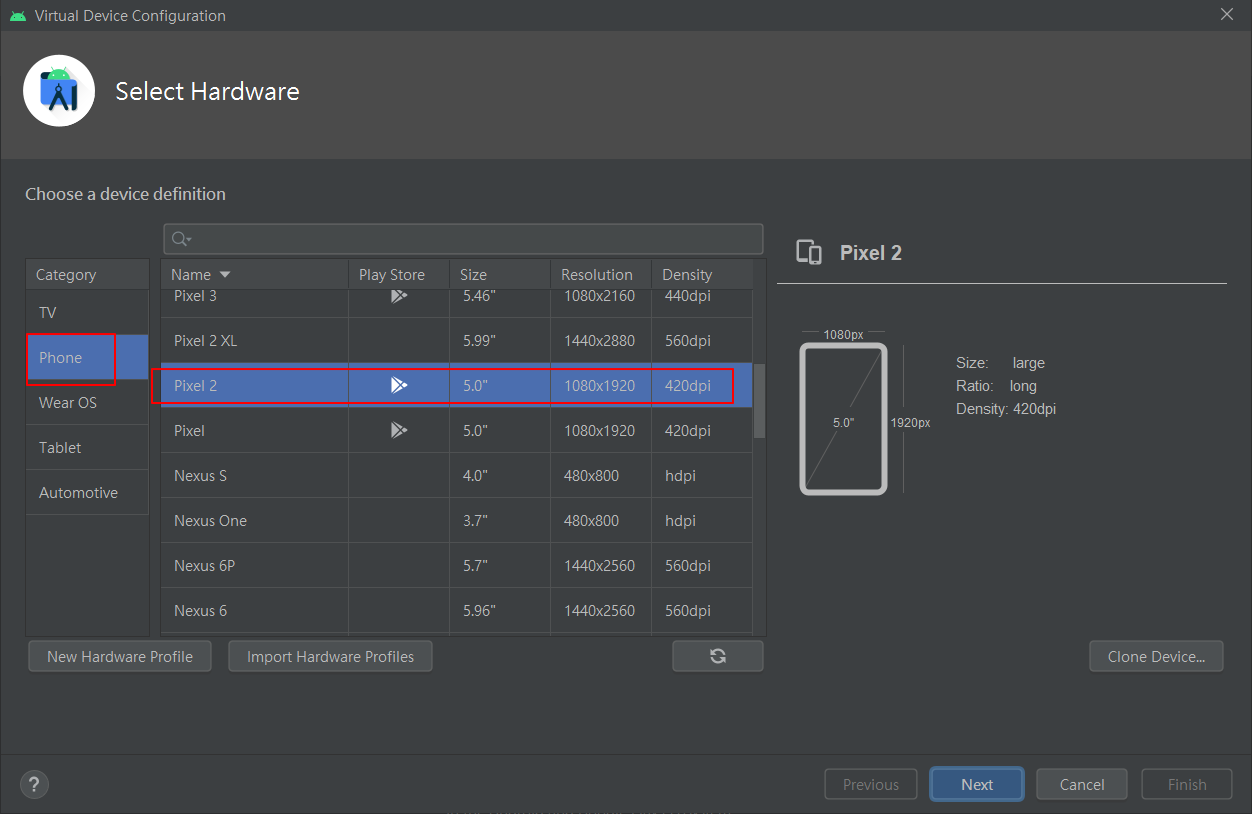 Virtual Device Configuration
Select Hardware
Choose a device definition
Category
TV
Phone
Wear OS
Tablet
Automotive
Name Play Store Size Resolution Density
Pixel 3 5.46" 1080x2160 440dpi
Pixel 2 XL 5.99" 1440x2880 560dpi
Pixel 2 5.0" 1080x1920 420dpi
Pixel 5.0" 1080x1920 420dpi
Nexus S 4.0" 480x800 hdpi
Nexus One 3.7" 480x800 hdpi
Nexus 6P 5.7" 1440x2560 560dpi
Nexus 6 5.96" 1440x2560 560dpi
Pixel 2
1080px
5.0"
1920px
Size: large
Ratio: long
Density: 420dpi
New Hardware Profile Import Hardware Profiles Clone Device...
? Previous Next Cancel Finish